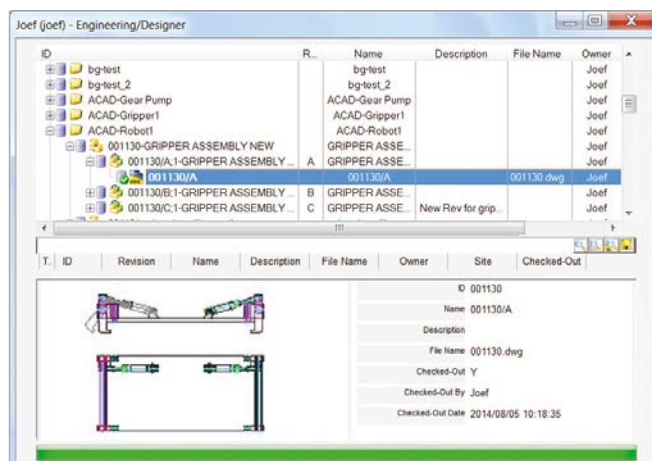 Joef (joef) - Engineering/Designer
ID R... Name Description File Name Owner
bg-test bg-test Joef
bg-test_2 bg-test_2 Joef
ACAD-Gear Pump ACAD-Gear Pump Joef
ACAD-Gripper1 ACAD-Gripper1 Joef
ACAD-Robot1 ACAD-Robot1 Joef
001130-GRIPPER ASSEMBLY NEW GRIPPER ASSE... Joef
001130/A;1-GRIPPER ASSEMBLY ... A GRIPPER ASSE... Joef
001130/A 001130/A 001130.dwg Joef
001130/B;1-GRIPPER ASSEMBLY ... B GRIPPER ASSE... Joef
001130/C;1-GRIPPER ASSEMBLY ... C GRIPPER ASSE... New Rev for grip... Joef
T. ID Revision Name Description File Name Owner Site Checked-Out
ID 001130
Name 001130/A
Description
File Name 001130.dwg
Checked-Out Y
Checked-Out By Joef
Checked-Out Date 2014/08/05 10:18:35